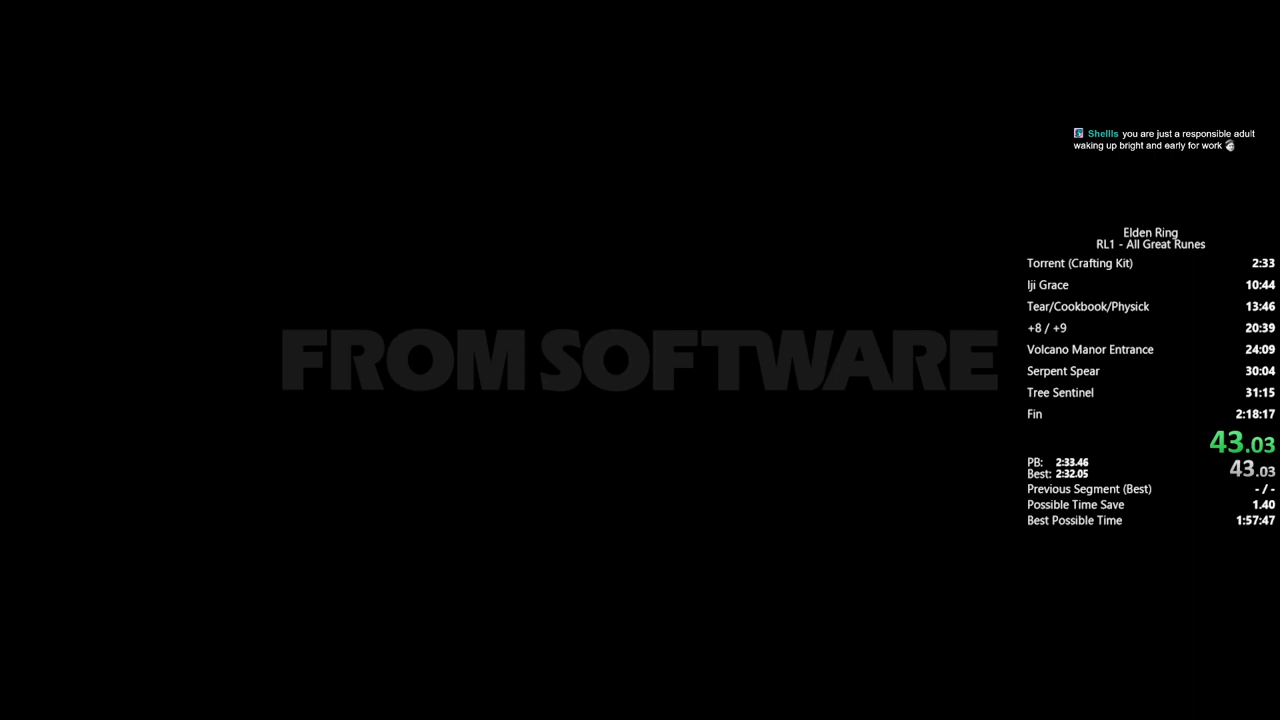 Shellls you are just a responsible adult
waking up bright and early for work
Elden Ring
RL1 - All Great Runes
Torrent (Crafting Kit) 2:33
Iji Grace 10:44
Tear/Cookbook/Physick 13:46
+8 / +9 20:39
Volcano Manor Entrance 24:09
FROMSOFTWARE
Serpent Spear 30:04
Tree Sentinel 31:15
Fin 2:18:17
43.03
PB: 2:33.46
43.03
Best: 2:32.05
Previous Segment (Best) - / -
Possible Time Save 1.40
Best Possible Time 1:57:47